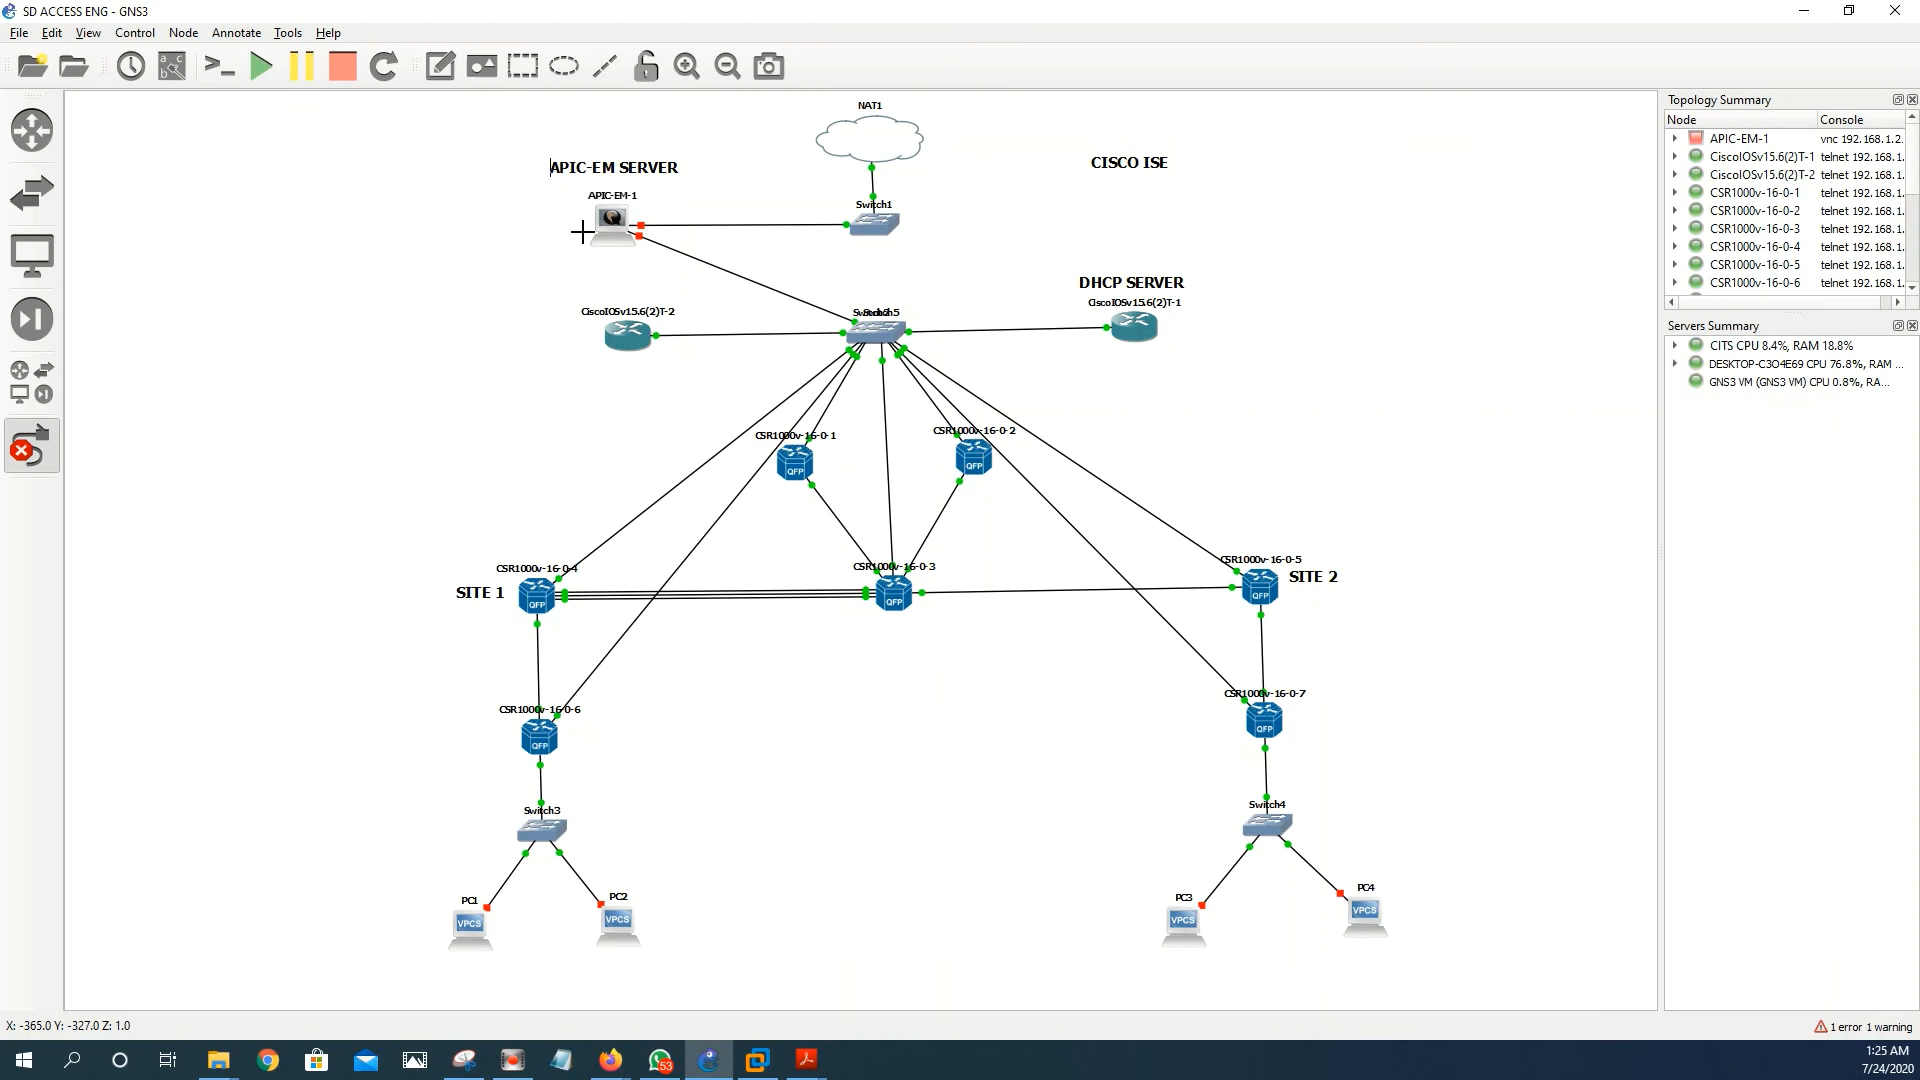 SD ACCESS ENG - GNS3
File Edit View Control Node Annotate Tools Help
NAT1
APIC-EM SERVER
CISCO ISE
APIC-EM-1
Switch1
DHCP SERVER
CiscoIOSv15.6(2)T-2
CiscoIOSv15.6(2)T-1
CSR1000v-16-0-1
CSR1000v-16-0-2
QFP
QFP
CSR1000v-16-0-4
CSR1000v-16-0-3
CSR1000v-16-0-5
SITE 1
SITE 2
QFP
QFP
QFP
CSR1000v-16-0-6
CSR1000v-16-0-7
QFP
QFP
Switch3
Switch4
PC1
PC2
PC3
PC4
VPCS
VPCS
VPCS
VPCS
Topology Summary
Node Console
APIC-EM-1 vnc 192.168.1.2.
CiscoIOSv15.6(2)T-1 telnet 192.168.1.
CiscoIOSv15.6(2)T-2 telnet 192.168.1.
CSR1000v-16-0-1 telnet 192.168.1.
CSR1000v-16-0-2 telnet 192.168.1.
CSR1000v-16-0-3 telnet 192.168.1.
CSR1000v-16-0-4 telnet 192.168.1.
CSR1000v-16-0-5 telnet 192.168.1.
CSR1000v-16-0-6 telnet 192.168.1.
Servers Summary
CITS CPU 8.4%, RAM 18.8%
DESKTOP-C3O4E69 CPU 76.8%, RAM ...
GNS3 VM (GNS3 VM) CPU 0.8%, RA...
X: -365.0 Y: -327.0 Z: 1.0
1 error 1 warning
53
1:25 AM
7/24/2020